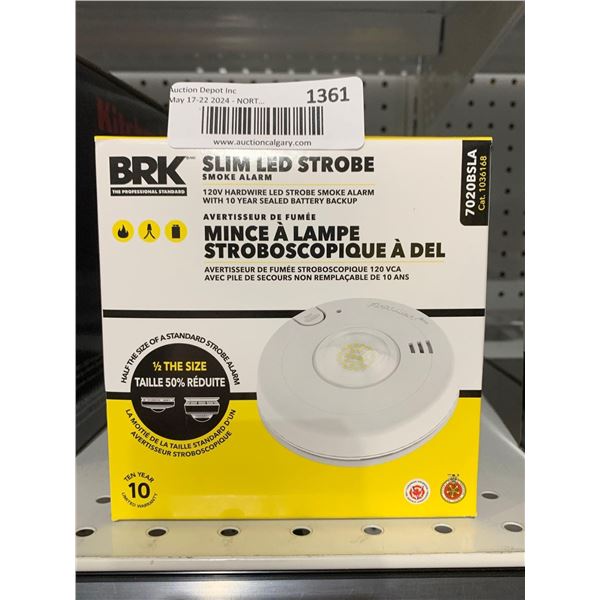 Auction Depot Inc
May 17-22 2024 - NORT...
1361
www.auctioncalgary.com
BRK
THE PROFESSIONAL STANDARD
SLIM LED STROBE
SMOKE ALARM
120V HARDWIRE LED STROBE SMOKE ALARM
WITH 10 YEAR SEALED BATTERY BACKUP
AVERTISSEUR DE FUMÉE
MINCE À LAMPE
STROBOSCOPIQUE À DEL
AVERTISSEUR DE FUMÉE STROBOSCOPIQUE 120 VCA
AVEC PILE DE SECOURS NON REMPLAÇABLE DE 10 ANS
7020BSLA
Cat. 1036168
HALF THE SIZE OF A STANDARD STROBE ALARM
½ THE SIZE
TAILLE 50% RÉDUITE
LA MOITIÉ DE LA TAILLE STANDARD D'UN
AVERTISSEUR STROBOSCOPIQUE
TEN YEAR
10
LIMITED WARRANTY